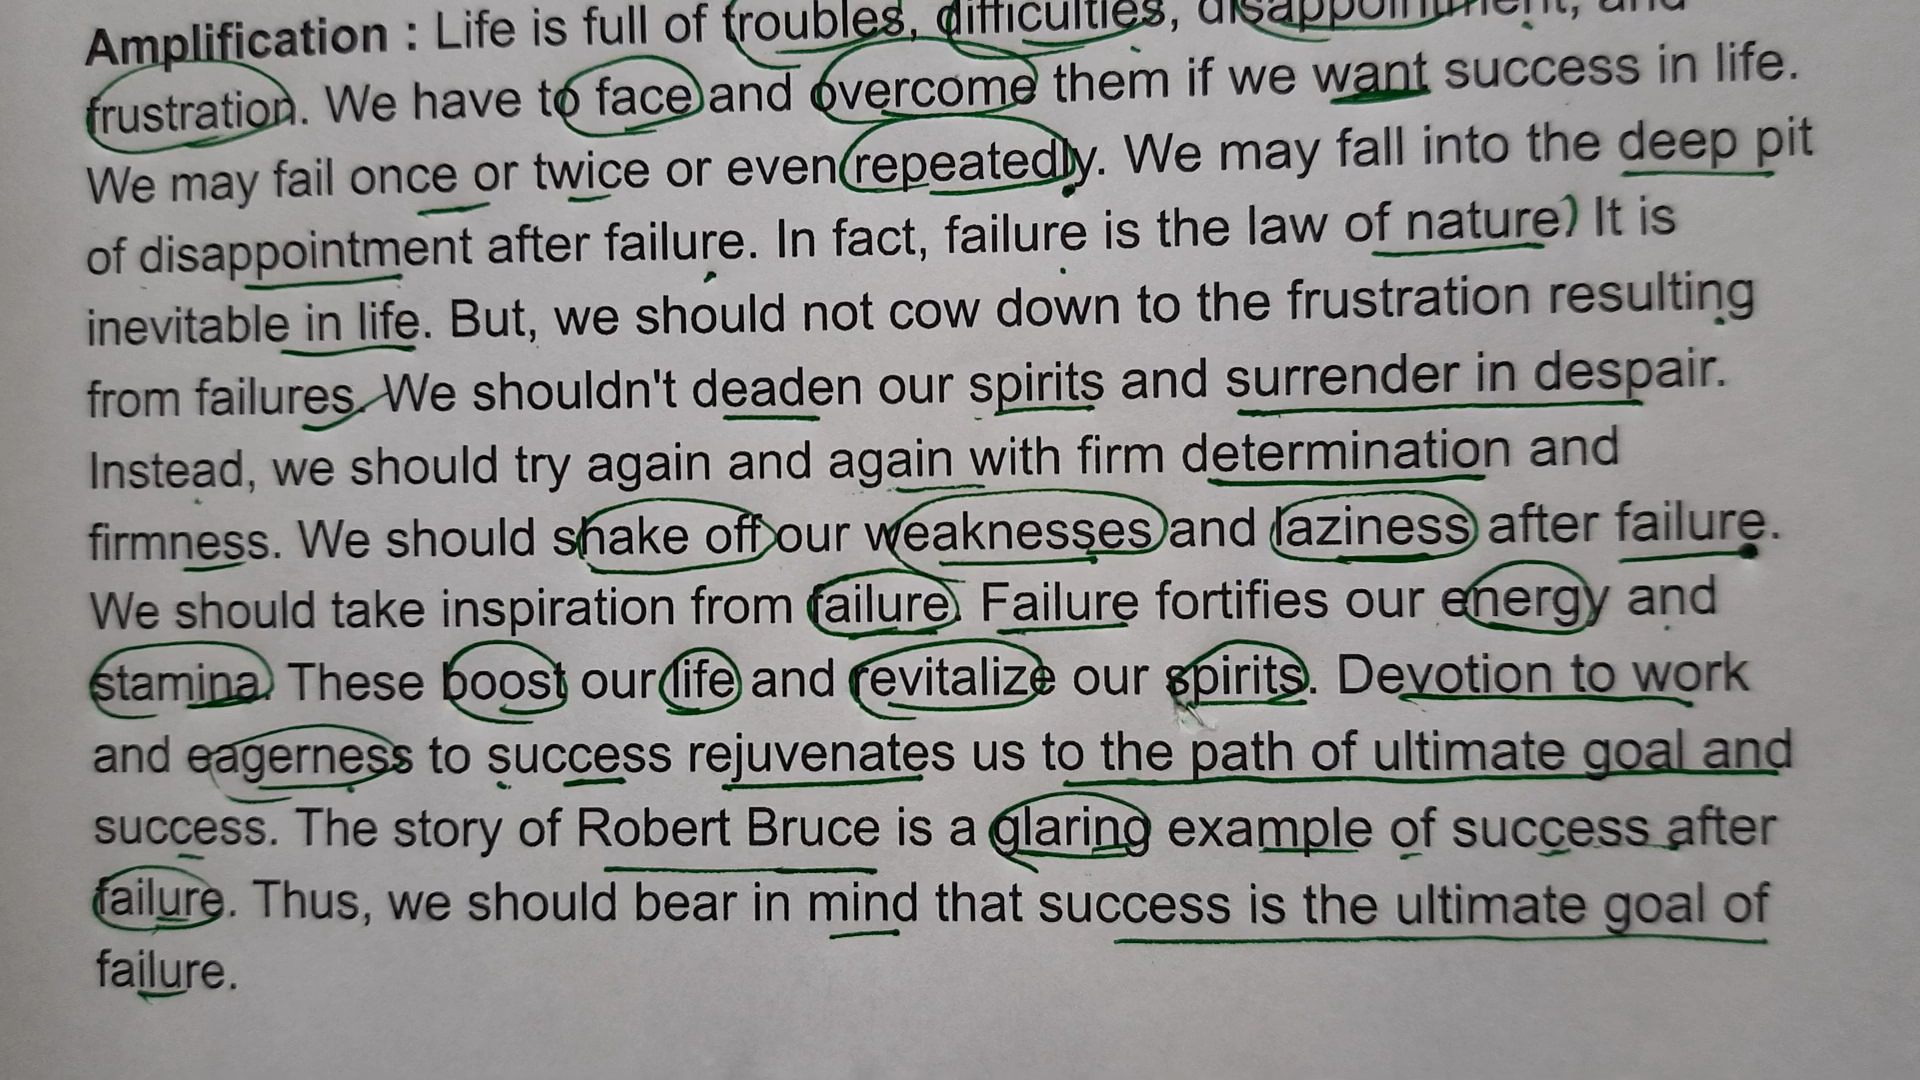 Amplification : Life is full of troubles, difficulties, disappointment, and
frustration. We have to face and overcome them if we want success in life.
We may fail once or twice or even repeatedly. We may fall into the deep pit
of disappointment after failure. In fact, failure is the law of nature) It is
inevitable in life. But, we should not cow down to the frustration resulting
from failures. We shouldn't deaden our spirits and surrender in despair.
Instead, we should try again and again with firm determination and
firmness. We should shake off our weaknesses and laziness after failure.
We should take inspiration from failure. Failure fortifies our energy and
stamina. These boost our life and revitalize our spirits. Devotion to work
and eagerness to success rejuvenates us to the path of ultimate goal and
success. The story of Robert Bruce is a glaring example of success after
failure. Thus, we should bear in mind that success is the ultimate goal of
failure.